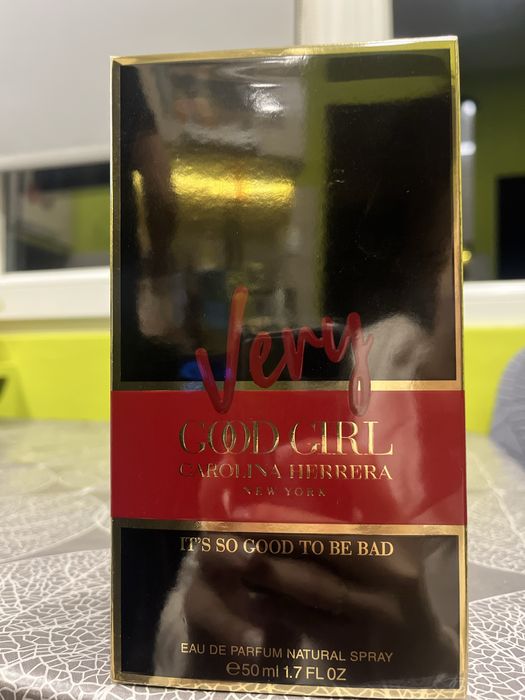 Very
GOOD GIRL
CAROLINA HERRERA
NEW YORK
IT'S SO GOOD TO BE BAD
EAU DE PARFUM NATURAL SPRAY
℮50 ml 1.7 FL 0Z